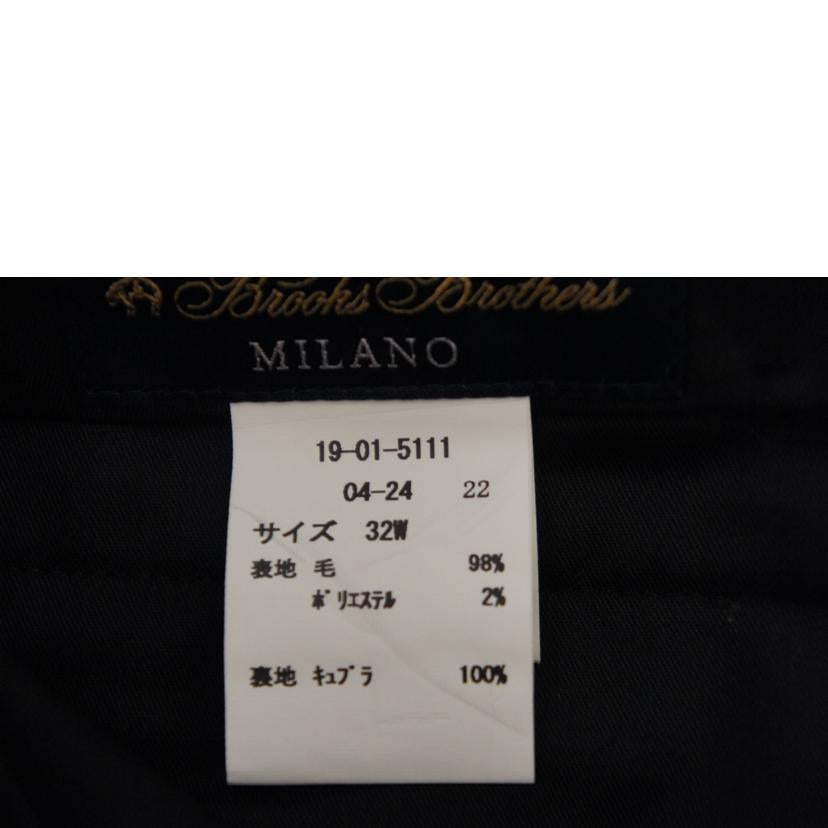 Brooks Brothers
MILANO
19-01-5111
04-24 22
サイズ 32W
表地 毛 98%
ポリエステル 2%
裏地 キュプラ 100%